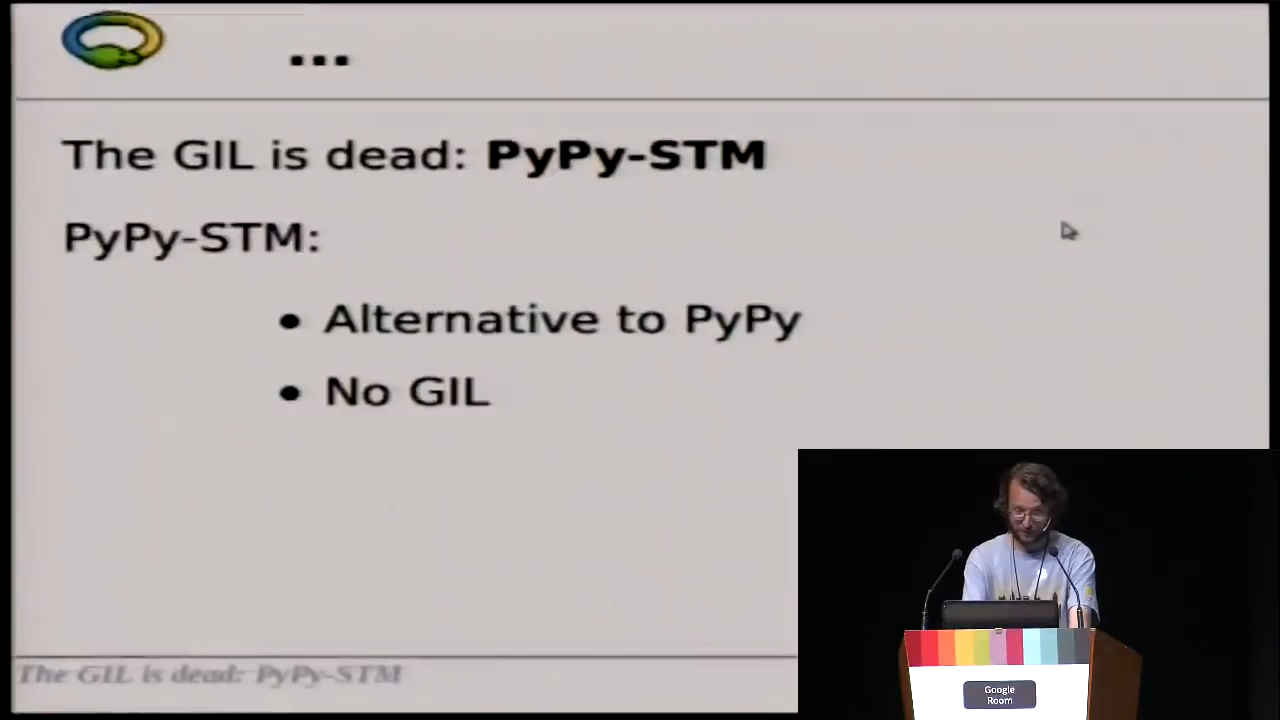 ...
The GIL is dead: PyPy-STM
PyPy-STM:
• Alternative to PyPy
• No GIL
The GIL is dead: PyPy-STM
Google
Room